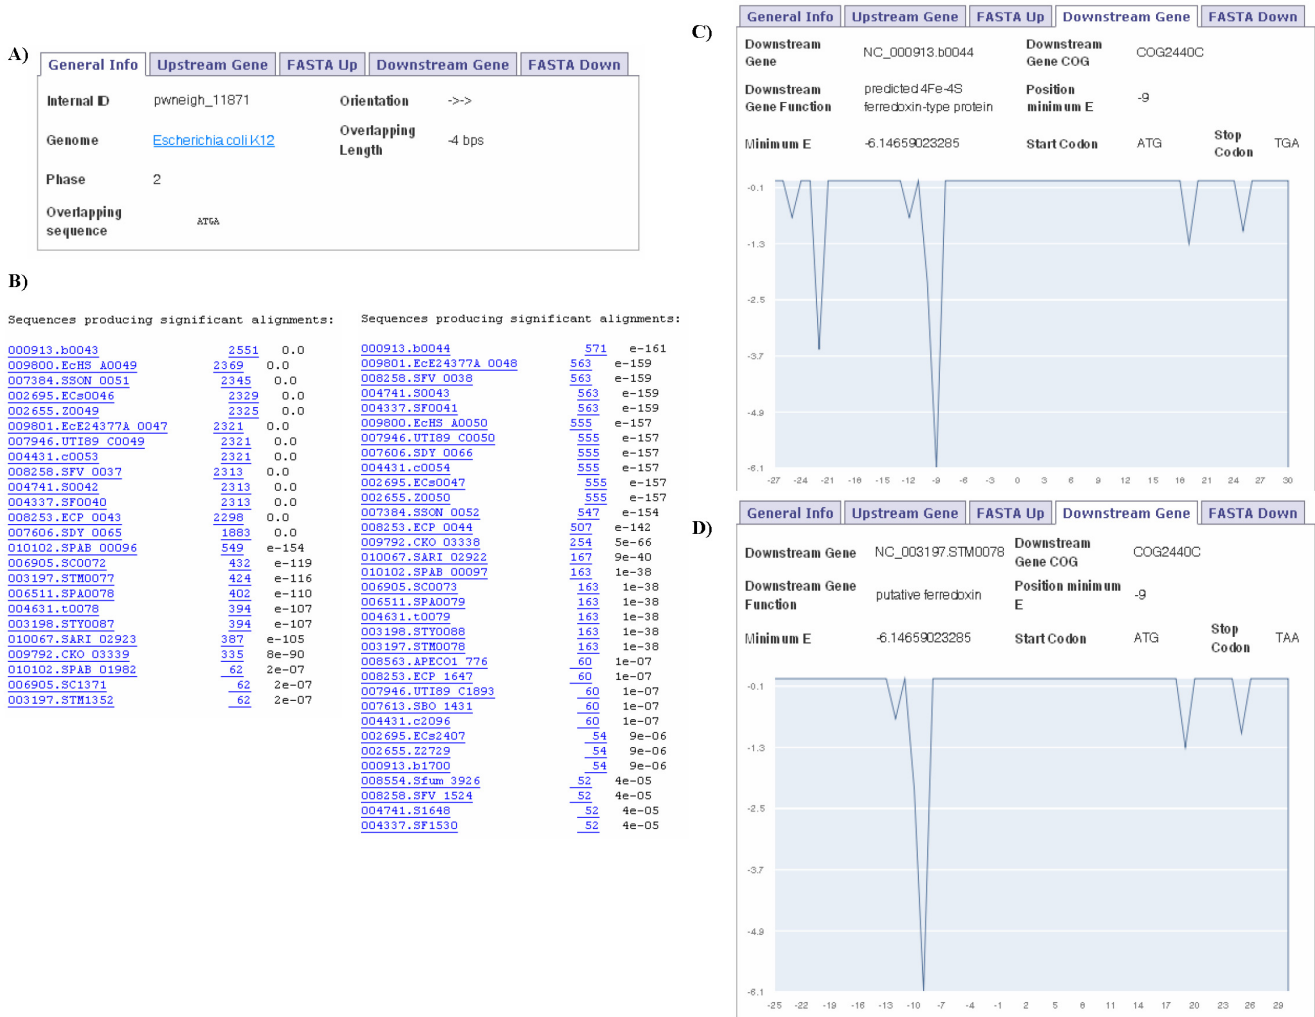 A)
General Info Upstream Gene FASTA Up Downstream Gene FASTA Down
Internal ID pwneigh_11871 Orientation ->->
Genome Escherichia coli K12 Overlapping Length -4 bps
Phase 2
Overlapping sequence ATGA
B)
Sequences producing significant alignments:
000913.b0043 2551 0.0
009800.EcHS_A0049 2369 0.0
007384.SSON_0051 2345 0.0
002695.ECs0046 2329 0.0
002655.Z0049 2325 0.0
009801.EcE24377A_0047 2321 0.0
007946.UTI89_C0049 2321 0.0
004431.c0053 2321 0.0
008258.SFV_0037 2313 0.0
004741.S0042 2313 0.0
004337.SF0040 2313 0.0
008253.ECP_0043 2298 0.0
007606.SDY_0065 1883 0.0
010102.SPAB_00096 549 e-154
006905.SC0072 432 e-119
003197.STM0077 424 e-116
006511.SPA0078 402 e-110
004631.t0078 394 e-107
003198.STY0087 394 e-107
010067.SARI_02923 387 e-105
009792.CKO_03339 335 8e-90
010102.SPAB_01982 62 2e-07
006905.SC1371 62 2e-07
003197.STM1352 62 2e-07
Sequences producing significant alignments:
000913.b0044 571 e-161
009801.EcE24377A_0048 563 e-159
008258.SFV_0038 563 e-159
004741.S0043 563 e-159
004337.SF0041 563 e-159
009800.EcHS_A0050 555 e-157
007946.UTI89_C0050 555 e-157
007606.SDY_0066 555 e-157
004431.c0054 555 e-157
002695.ECs0047 555 e-157
002655.Z0050 555 e-157
007384.SSON_0052 547 e-154
008253.ECP_0044 507 e-142
009792.CKO_03338 254 5e-66
010067.SARI_02922 167 9e-40
010102.SPAB_00097 163 1e-38
006905.SC0073 163 1e-38
006511.SPA0079 163 1e-38
004631.t0079 163 1e-38
003198.STY0088 163 1e-38
003197.STM0078 163 1e-38
008563.APECO1_776 60 1e-07
008253.ECP_1647 60 1e-07
007946.UTI89_C1893 60 1e-07
007613.SBO_1431 60 1e-07
004431.c2096 60 1e-07
002695.ECs2407 54 9e-06
002655.Z2729 54 9e-06
000913.b1700 54 9e-06
008554.Sfum_3926 52 4e-05
008258.SFV_1524 52 4e-05
004741.S1648 52 4e-05
004337.SF1530 52 4e-05
C)
General Info Upstream Gene FASTA Up Downstream Gene FASTA Down
Downstream Gene NC_000913.b0044 Downstream Gene COG COG2440C
Downstream Gene Function predicted 4Fe-4S ferredoxin-type protein Position minimum E -9
Minimum E -6.14659023285 Start Codon ATG Stop Codon TGA
-0.1
-1.3
-2.5
-3.7
-4.9
-6.1
-27 -24 -21 -18 -15 -12 -9 -6 -3 0 3 6 9 12 15 18 21 24 27 30
D)
General Info Upstream Gene FASTA Up Downstream Gene FASTA Down
Downstream Gene NC_003197.STM0078 Downstream Gene COG COG2440C
Downstream Gene Function putative ferredoxin Position minimum E -9
Minimum E -6.14659023285 Start Codon ATG Stop Codon TAA
-0.1
-1.3
-2.5
-3.7
-4.9
-6.1
-25 -22 -19 -16 -13 -10 -7 -4 -1 2 5 8 11 14 17 20 23 26 29